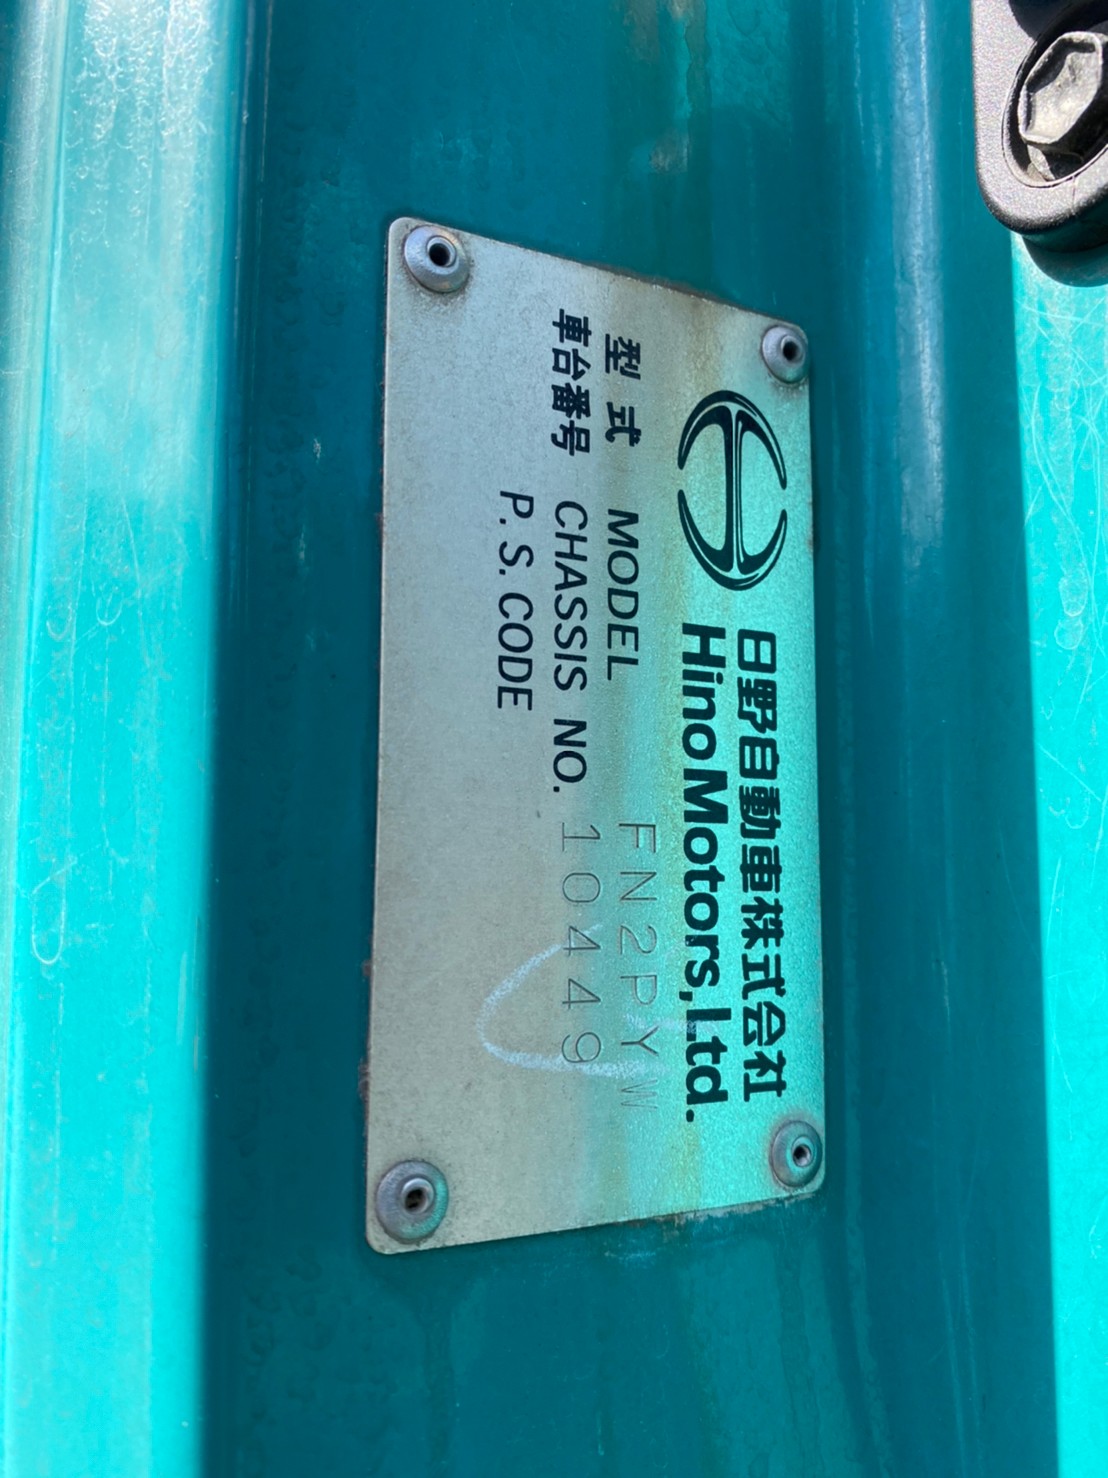 日野自動車株式会社
Hino Motors, Ltd.
型式 MODEL FN2PYW
車台番号 CHASSIS NO. 10449
P. S. CODE